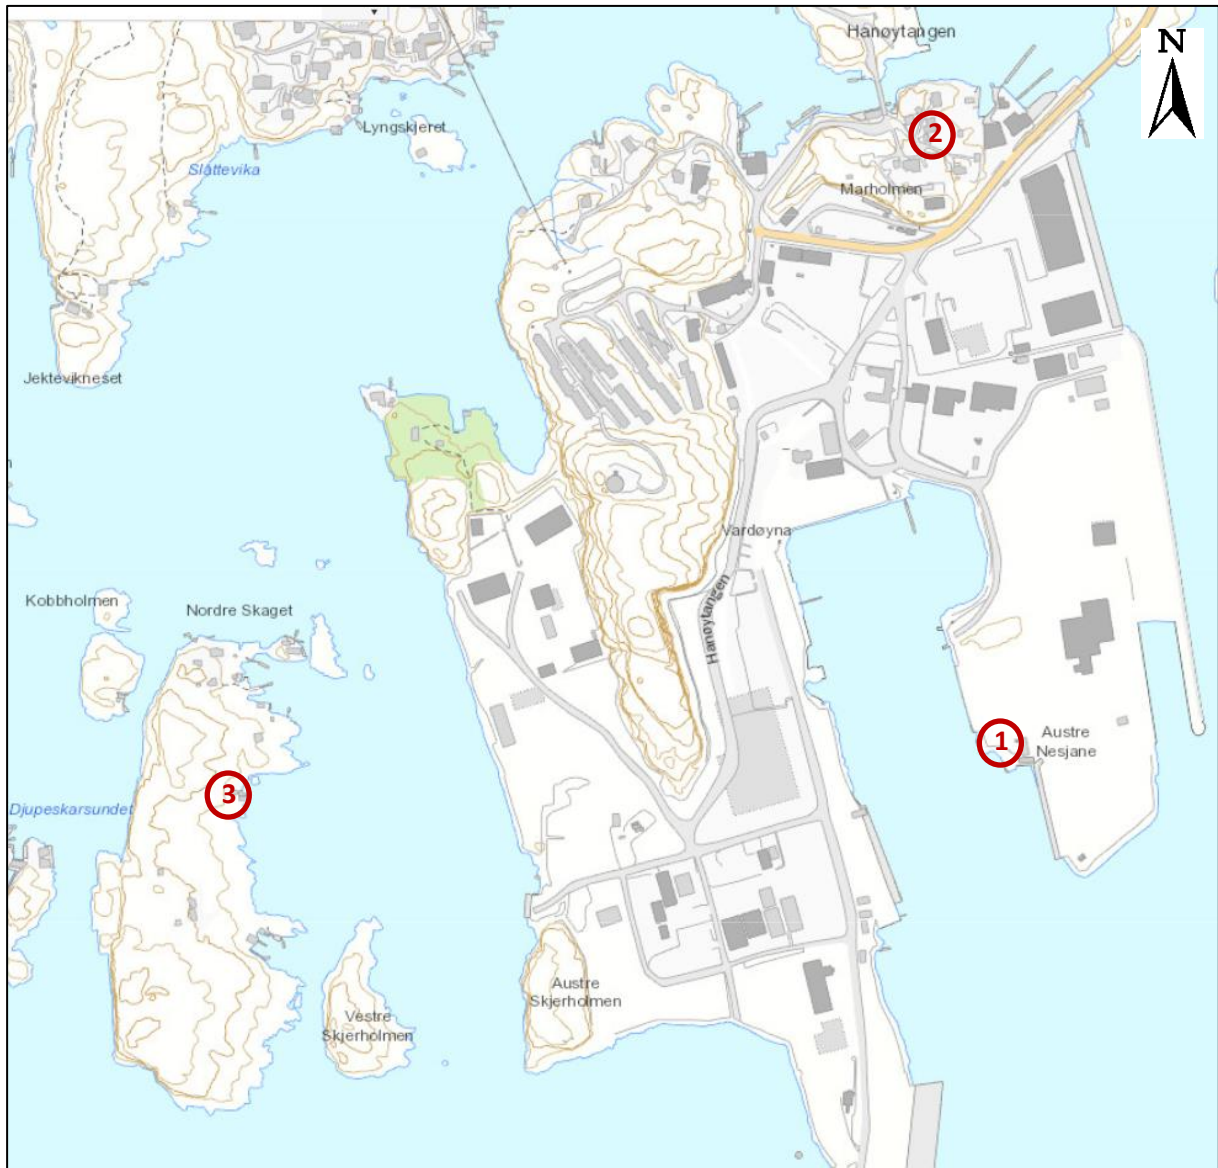 Hanøytangen
N
Lyngskjeret
2
Slåttevika
Marholmen
Jektevikneset
Vardøyna
Hanøytangen
Kobbholmen
Nordre Skaget
1
Austre
Nesjane
3
Djupeskarsundet
Austre
Skjerholmen
Vestre
Skjerholmen